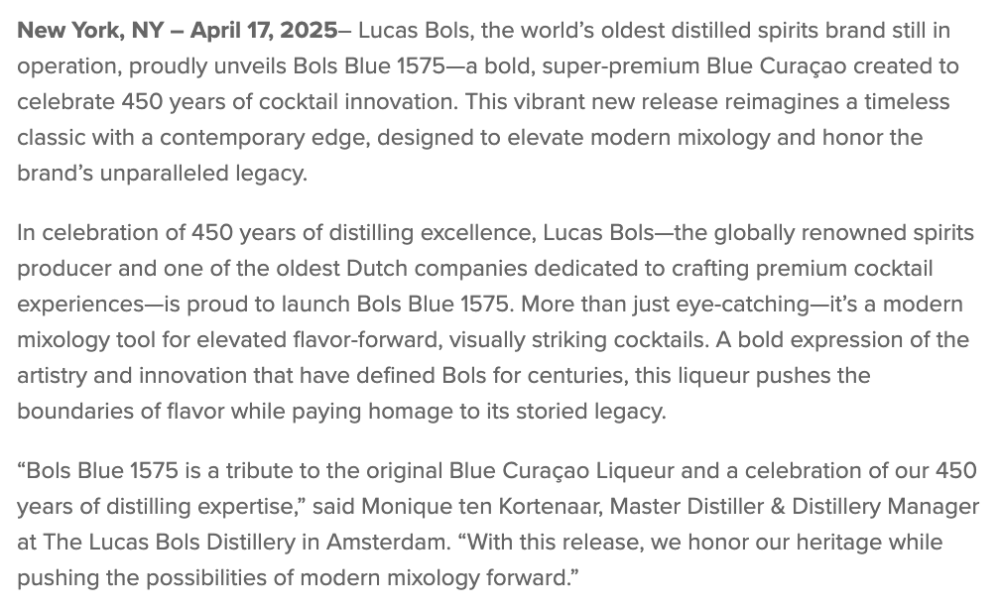 New York, NY – April 17, 2025– Lucas Bols, the world’s oldest distilled spirits brand still in
operation, proudly unveils Bols Blue 1575—a bold, super-premium Blue Curaçao created to
celebrate 450 years of cocktail innovation. This vibrant new release reimagines a timeless
classic with a contemporary edge, designed to elevate modern mixology and honor the
brand’s unparalleled legacy.
In celebration of 450 years of distilling excellence, Lucas Bols—the globally renowned spirits
producer and one of the oldest Dutch companies dedicated to crafting premium cocktail
experiences—is proud to launch Bols Blue 1575. More than just eye-catching—it’s a modern
mixology tool for elevated flavor-forward, visually striking cocktails. A bold expression of the
artistry and innovation that have defined Bols for centuries, this liqueur pushes the
boundaries of flavor while paying homage to its storied legacy.
“Bols Blue 1575 is a tribute to the original Blue Curaçao Liqueur and a celebration of our 450
years of distilling expertise,” said Monique ten Kortenaar, Master Distiller & Distillery Manager
at The Lucas Bols Distillery in Amsterdam. “With this release, we honor our heritage while
pushing the possibilities of modern mixology forward.”